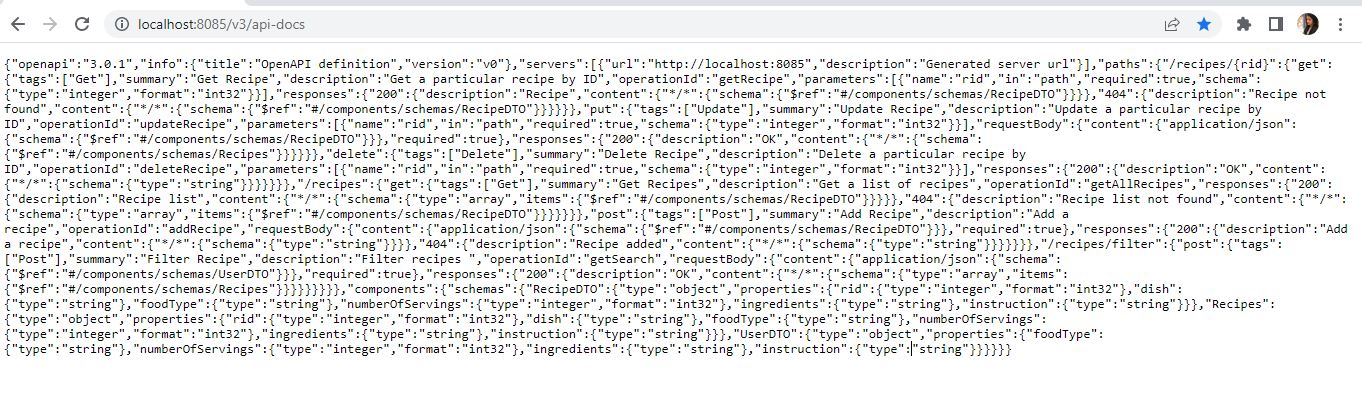 localhost:8085/v3/api-docs
{"openapi":"3.0.1","info":{"title":"OpenAPI definition","version":"v0"},"servers":[{"url":"http://localhost:8085","description":"Generated server url"}],"paths":{"/recipes/{rid}":{"get":
{"tags":["Get"],"summary":"Get Recipe","description":"Get a particular recipe by ID","operationId":"getRecipe","parameters":[{"name":"rid","in":"path","required":true,"schema":
{"type":"integer","format":"int32"}}],"responses":{"200":{"description":"Recipe","content":{"*/*":{"schema":{"$ref":"#/components/schemas/RecipeDTO"}}}},"404":{"description":"Recipe not
found","content":{"*/*":{"schema":{"$ref":"#/components/schemas/RecipeDTO"}}}}}},"put":{"tags":["Update"],"summary":"Update Recipe","description":"Update a particular recipe by
ID","operationId":"updateRecipe","parameters":[{"name":"rid","in":"path","required":true,"schema":{"type":"integer","format":"int32"}}],"requestBody":{"content":{"application/json":
{"schema":{"$ref":"#/components/schemas/RecipeDTO"}}},"required":true},"responses":{"200":{"description":"OK","content":{"*/*":{"schema":
{"$ref":"#/components/schemas/Recipes"}}}}}},"delete":{"tags":["Delete"],"summary":"Delete Recipe","description":"Delete a particular recipe by
ID","operationId":"deleteRecipe","parameters":[{"name":"rid","in":"path","required":true,"schema":{"type":"integer","format":"int32"}}],"responses":{"200":{"description":"OK","content":
{"*/*":{"schema":{"type":"string"}}}}}}},"/recipes":{"get":{"tags":["Get"],"summary":"Get Recipes","description":"Get a list of recipes","operationId":"getAllRecipes","responses":{"200":
{"description":"Recipe list","content":{"*/*":{"schema":{"type":"array","items":{"$ref":"#/components/schemas/RecipeDTO"}}}}},"404":{"description":"Recipe list not found","content":{"*/*":
{"schema":{"type":"array","items":{"$ref":"#/components/schemas/RecipeDTO"}}}}}}},"post":{"tags":["Post"],"summary":"Add Recipe","description":"Add a
recipe","operationId":"addRecipe","requestBody":{"content":{"application/json":{"schema":{"$ref":"#/components/schemas/RecipeDTO"}}},"required":true},"responses":{"200":{"description":"Add
a recipe","content":{"*/*":{"schema":{"type":"string"}}}},"404":{"description":"Recipe added","content":{"*/*":{"schema":{"type":"string"}}}}}}},"/recipes/filter":{"post":{"tags":
["Post"],"summary":"Filter Recipe","description":"Filter recipes ","operationId":"getSearch","requestBody":{"content":{"application/json":{"schema":
{"$ref":"#/components/schemas/UserDTO"}}},"required":true},"responses":{"200":{"description":"OK","content":{"*/*":{"schema":{"type":"array","items":
{"$ref":"#/components/schemas/Recipes"}}}}}}}}},"components":{"schemas":{"RecipeDTO":{"type":"object","properties":{"rid":{"type":"integer","format":"int32"},"dish":
{"type":"string"},"foodType":{"type":"string"},"numberOfServings":{"type":"integer","format":"int32"},"ingredients":{"type":"string"},"instruction":{"type":"string"}}},"Recipes":
{"type":"object","properties":{"rid":{"type":"integer","format":"int32"},"dish":{"type":"string"},"foodType":{"type":"string"},"numberOfServings":
{"type":"integer","format":"int32"},"ingredients":{"type":"string"},"instruction":{"type":"string"}}},"UserDTO":{"type":"object","properties":{"foodType":
{"type":"string"},"numberOfServings":{"type":"integer","format":"int32"},"ingredients":{"type":"string"},"instruction":{"type":"string"}}}}}}